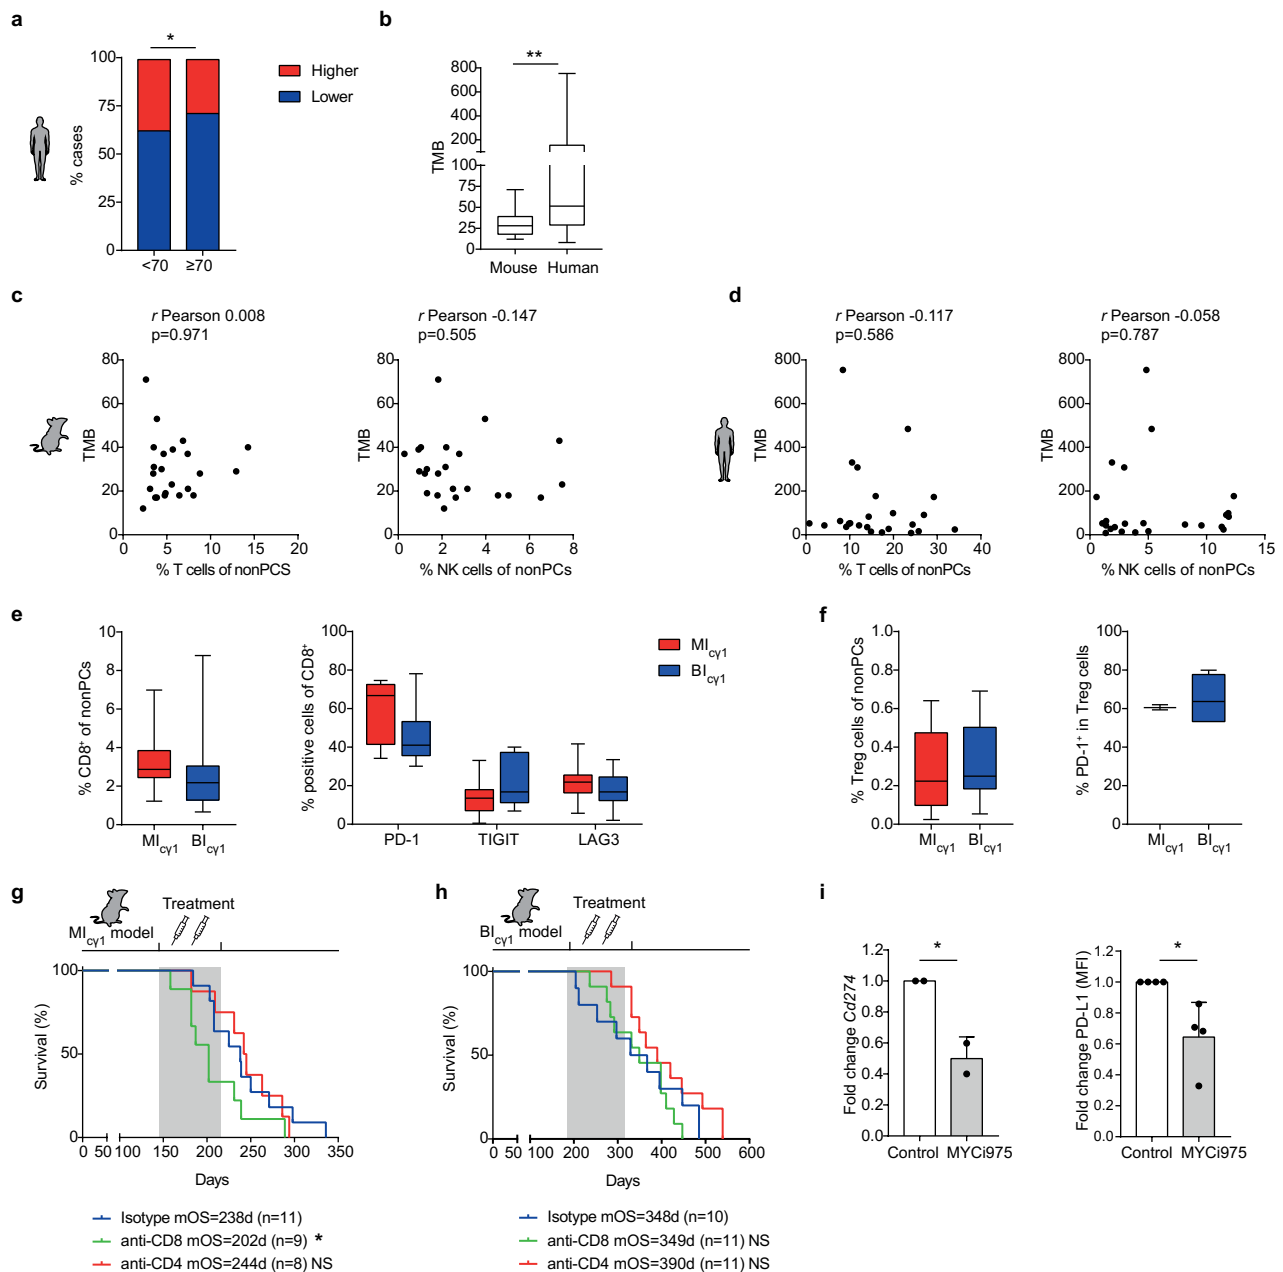 a
*
100
75
50
25
0
% cases
<70
≥70
Higher
Lower
b
**
800
600
400
200
100
75
50
25
0
TMB
Mouse
Human
c
r Pearson 0.008
p=0.971
80
60
40
20
0
TMB
0
5
10
15
20
% T cells of nonPCS
r Pearson -0.147
p=0.505
80
60
40
20
0
TMB
0
2
4
6
8
% NK cells of nonPCs
d
r Pearson -0.117
p=0.586
800
600
400
200
0
TMB
0
10
20
30
40
% T cells of nonPCs
r Pearson -0.058
p=0.787
800
600
400
200
0
TMB
0
5
10
15
% NK cells of nonPCs
e
10
8
6
4
2
0
% CD8⁺ of nonPCs
MIcγ1
BIcγ1
100
80
60
40
20
0
% positive cells of CD8⁺
PD-1
TIGIT
LAG3
MIcγ1
BIcγ1
f
1.0
0.8
0.6
0.4
0.2
0.0
% Treg cells of nonPCs
MIcγ1
BIcγ1
100
80
60
40
20
0
% PD-1⁺ in Treg cells
MIcγ1
BIcγ1
g
Treatment
MIcγ1 model
100
50
0
Survival (%)
0 50 100 150 200 250 300 350
Days
Isotype mOS=238d (n=11)
anti-CD8 mOS=202d (n=9) *
anti-CD4 mOS=244d (n=8) NS
h
Treatment
BIcγ1 model
100
50
0
Survival (%)
0 50 100 200 300 400 500 600
Days
Isotype mOS=348d (n=10)
anti-CD8 mOS=349d (n=11) NS
anti-CD4 mOS=390d (n=11) NS
i
*
1.2
1.0
0.8
0.6
0.4
0.2
0.0
Fold change Cd274
Control MYCi975
*
1.2
1.0
0.8
0.6
0.4
0.2
0.0
Fold change PD-L1 (MFI)
Control MYCi975